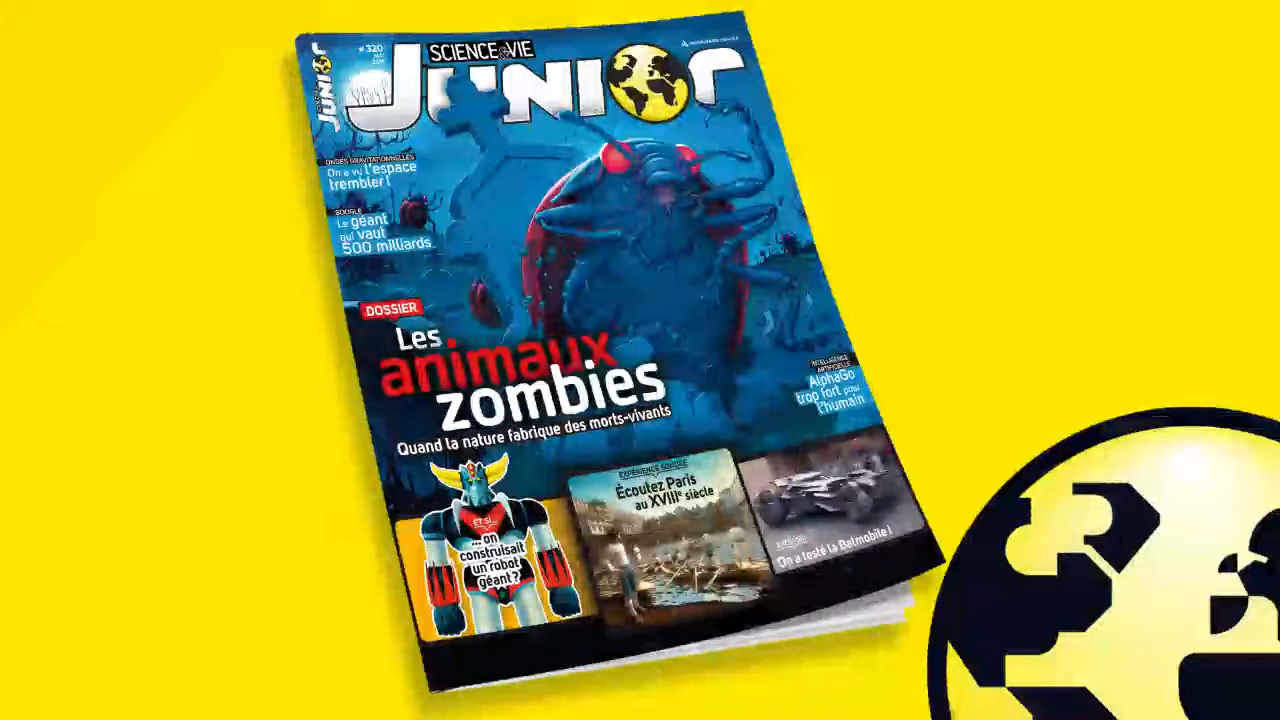 JUNIOR
#320
SCIENCE & VIE
JUNIOR
ONDES GRAVITATIONNELLES
On a vu l'espace
trembler !
GOOGLE
Le géant
qui vaut
500 milliards
DOSSIER
Les
animaux
zombies
Quand la nature fabrique des morts-vivants
INTELLIGENCE
ARTIFICIELLE
AlphaGo
trop fort pour
l'humain
ET SI...
... on
construisait
un robot
géant ?
EXPÉRIENCE SONORE
Écoutez Paris
au XVIIIe siècle
On a testé la Batmobile !